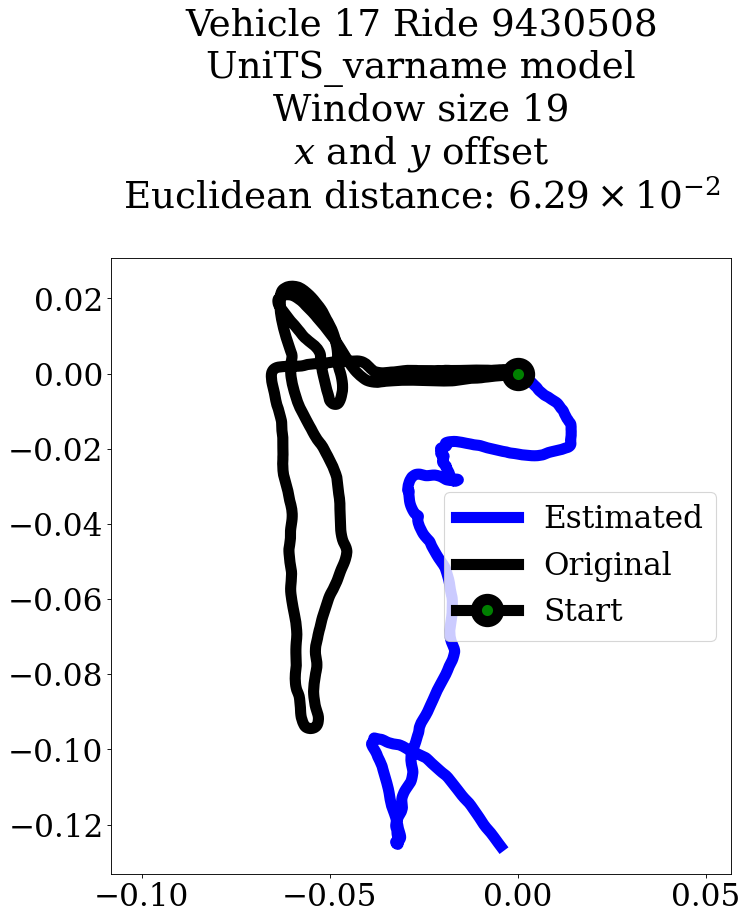 Vehicle 17 Ride 9430508
UniTS_varname model
Window size 19
x and y offset
Euclidean distance: 6.29 × 10⁻²
0.02
0.00
−0.02
−0.04
−0.06
−0.08
−0.10
−0.12
Estimated
Original
Start
−0.10
−0.05
0.00
0.05